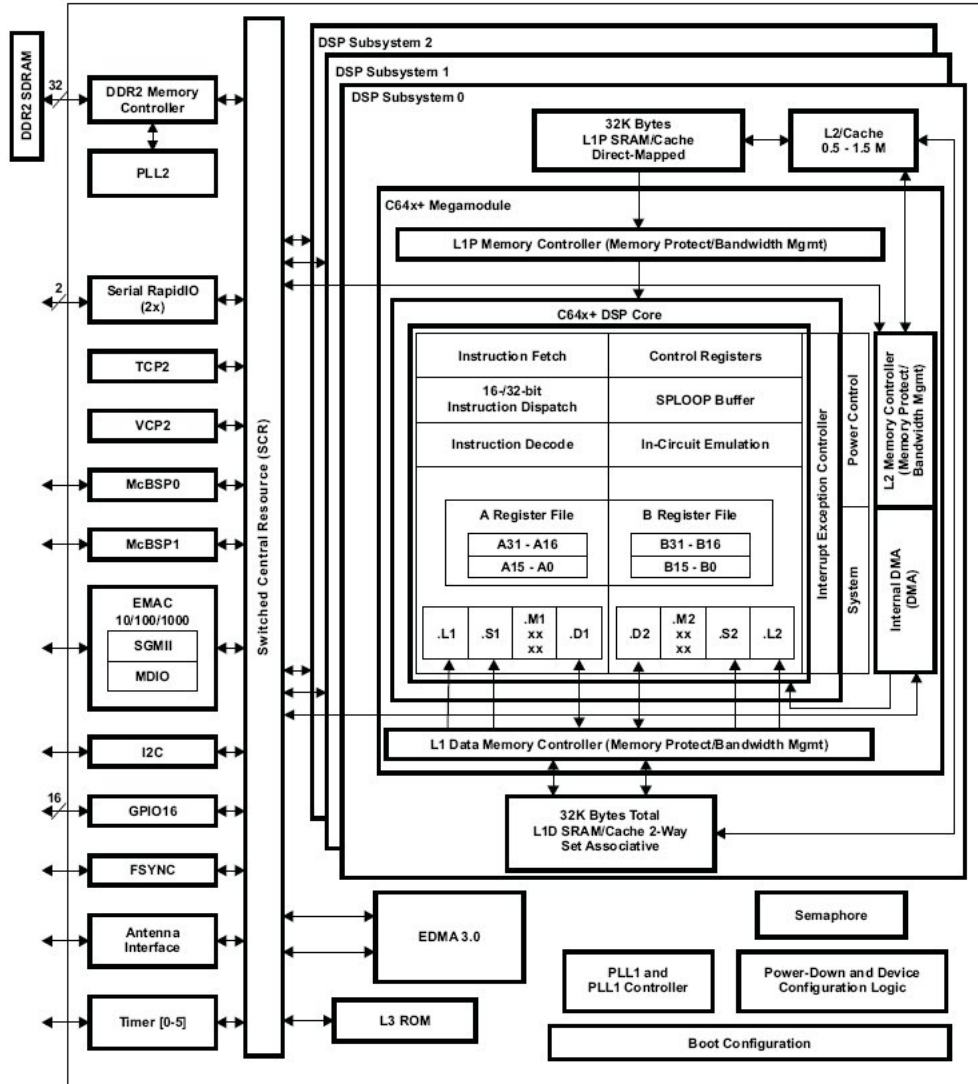 DDR2 SDRAM
32
DDR2 Memory
Controller
PLL2
2
Serial RapidIO
(2x)
TCP2
VCP2
McBSP0
McBSP1
EMAC
10/100/1000
SGMII
MDIO
I2C
16
GPIO16
FSYNC
Antenna
Interface
Timer [0-5]
Switched Central Resource (SCR)
DSP Subsystem 2
DSP Subsystem 1
DSP Subsystem 0
32K Bytes
L1P SRAM/Cache
Direct-Mapped
L2/Cache
0.5 - 1.5 M
C64x+ Megamodule
L1P Memory Controller (Memory Protect/Bandwidth Mgmt)
C64x+ DSP Core
Instruction Fetch
Control Registers
16-/32-bit
Instruction Dispatch
SPLOOP Buffer
Instruction Decode
In-Circuit Emulation
A Register File
A31 - A16
A15 - A0
B Register File
B31 - B16
B15 - B0
.L1
.S1
.M1
xx
xx
.D1
.D2
.M2
xx
xx
.S2
.L2
Interrupt Exception Controller
Power Control
System
L2 Memory Controller
(Memory Protect/
Bandwidth Mgmt)
Internal DMA
(DMA)
L1 Data Memory Controller (Memory Protect/Bandwidth Mgmt)
32K Bytes Total
L1D SRAM/Cache 2-Way
Set Associative
EDMA 3.0
L3 ROM
Semaphore
PLL1 and
PLL1 Controller
Power-Down and Device
Configuration Logic
Boot Configuration